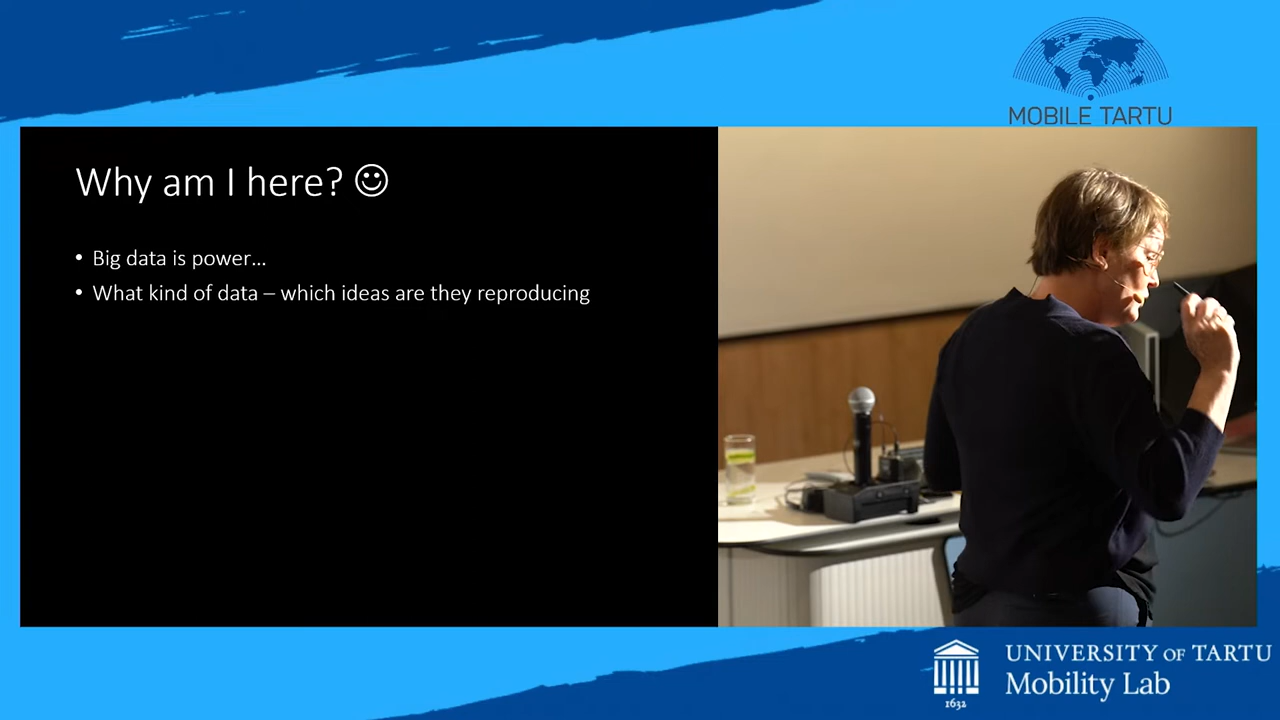 MOBILE TARTU
Why am I here? ☺
• Big data is power...
• What kind of data – which ideas are they reproducing
UNIVERSITY OF TARTU
Mobility Lab
1632